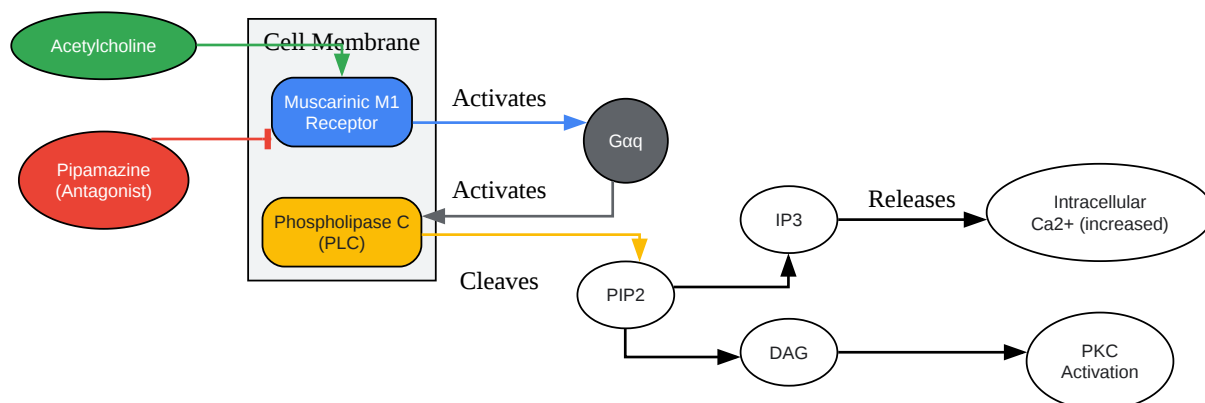 Acetylcholine
Cell Membrane
Muscarinic M1
Receptor
Activates
Gαq
Pipamazine
(Antagonist)
Activates
Phospholipase C
(PLC)
Cleaves
PIP2
IP3
Releases
Intracellular
Ca2+ (increased)
DAG
PKC
Activation